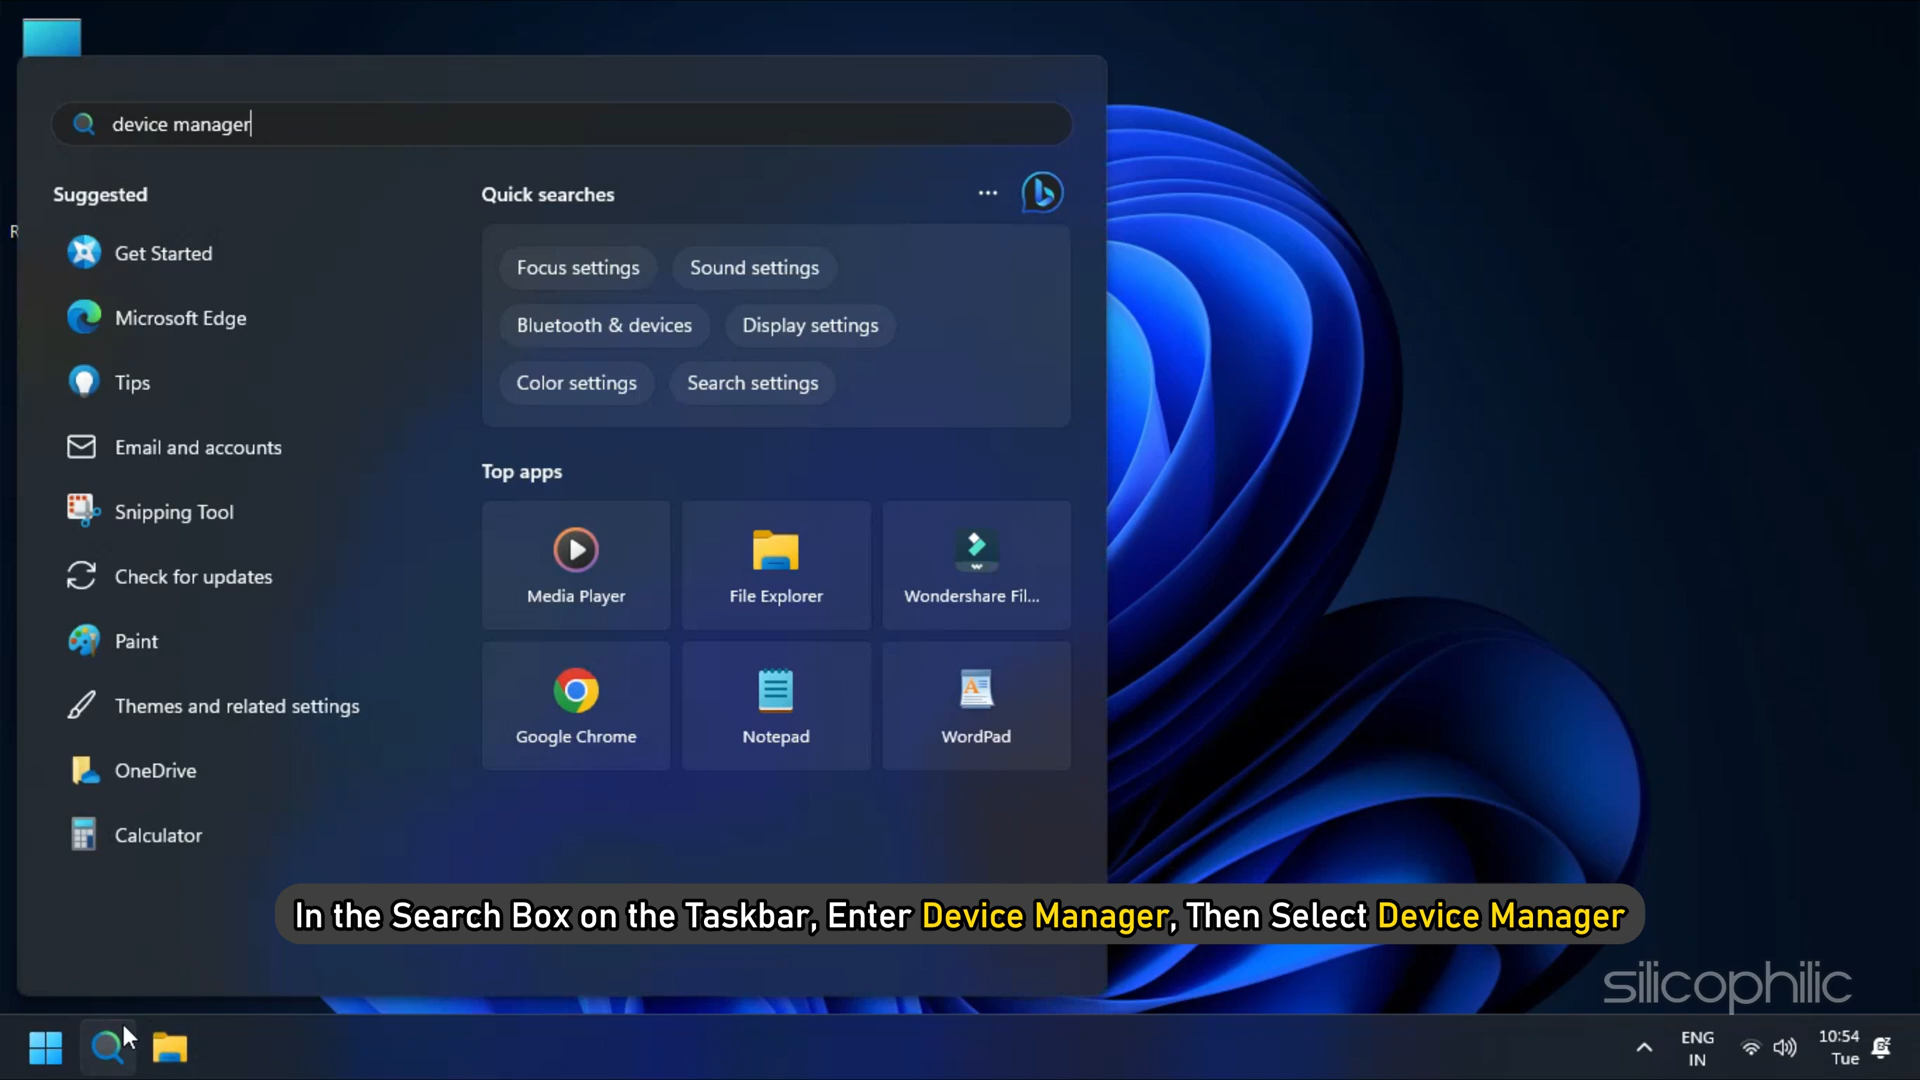 device manager
Suggested
Get Started
Microsoft Edge
Tips
Email and accounts
Snipping Tool
Check for updates
Paint
Themes and related settings
OneDrive
Calculator
Quick searches
Focus settings
Sound settings
Bluetooth & devices
Display settings
Color settings
Search settings
Top apps
Media Player
File Explorer
Wondershare Fil...
Google Chrome
Notepad
WordPad
R
In the Search Box on the Taskbar, Enter Device Manager, Then Select Device Manager
silicophilic
ENG
IN
10:54
Tue